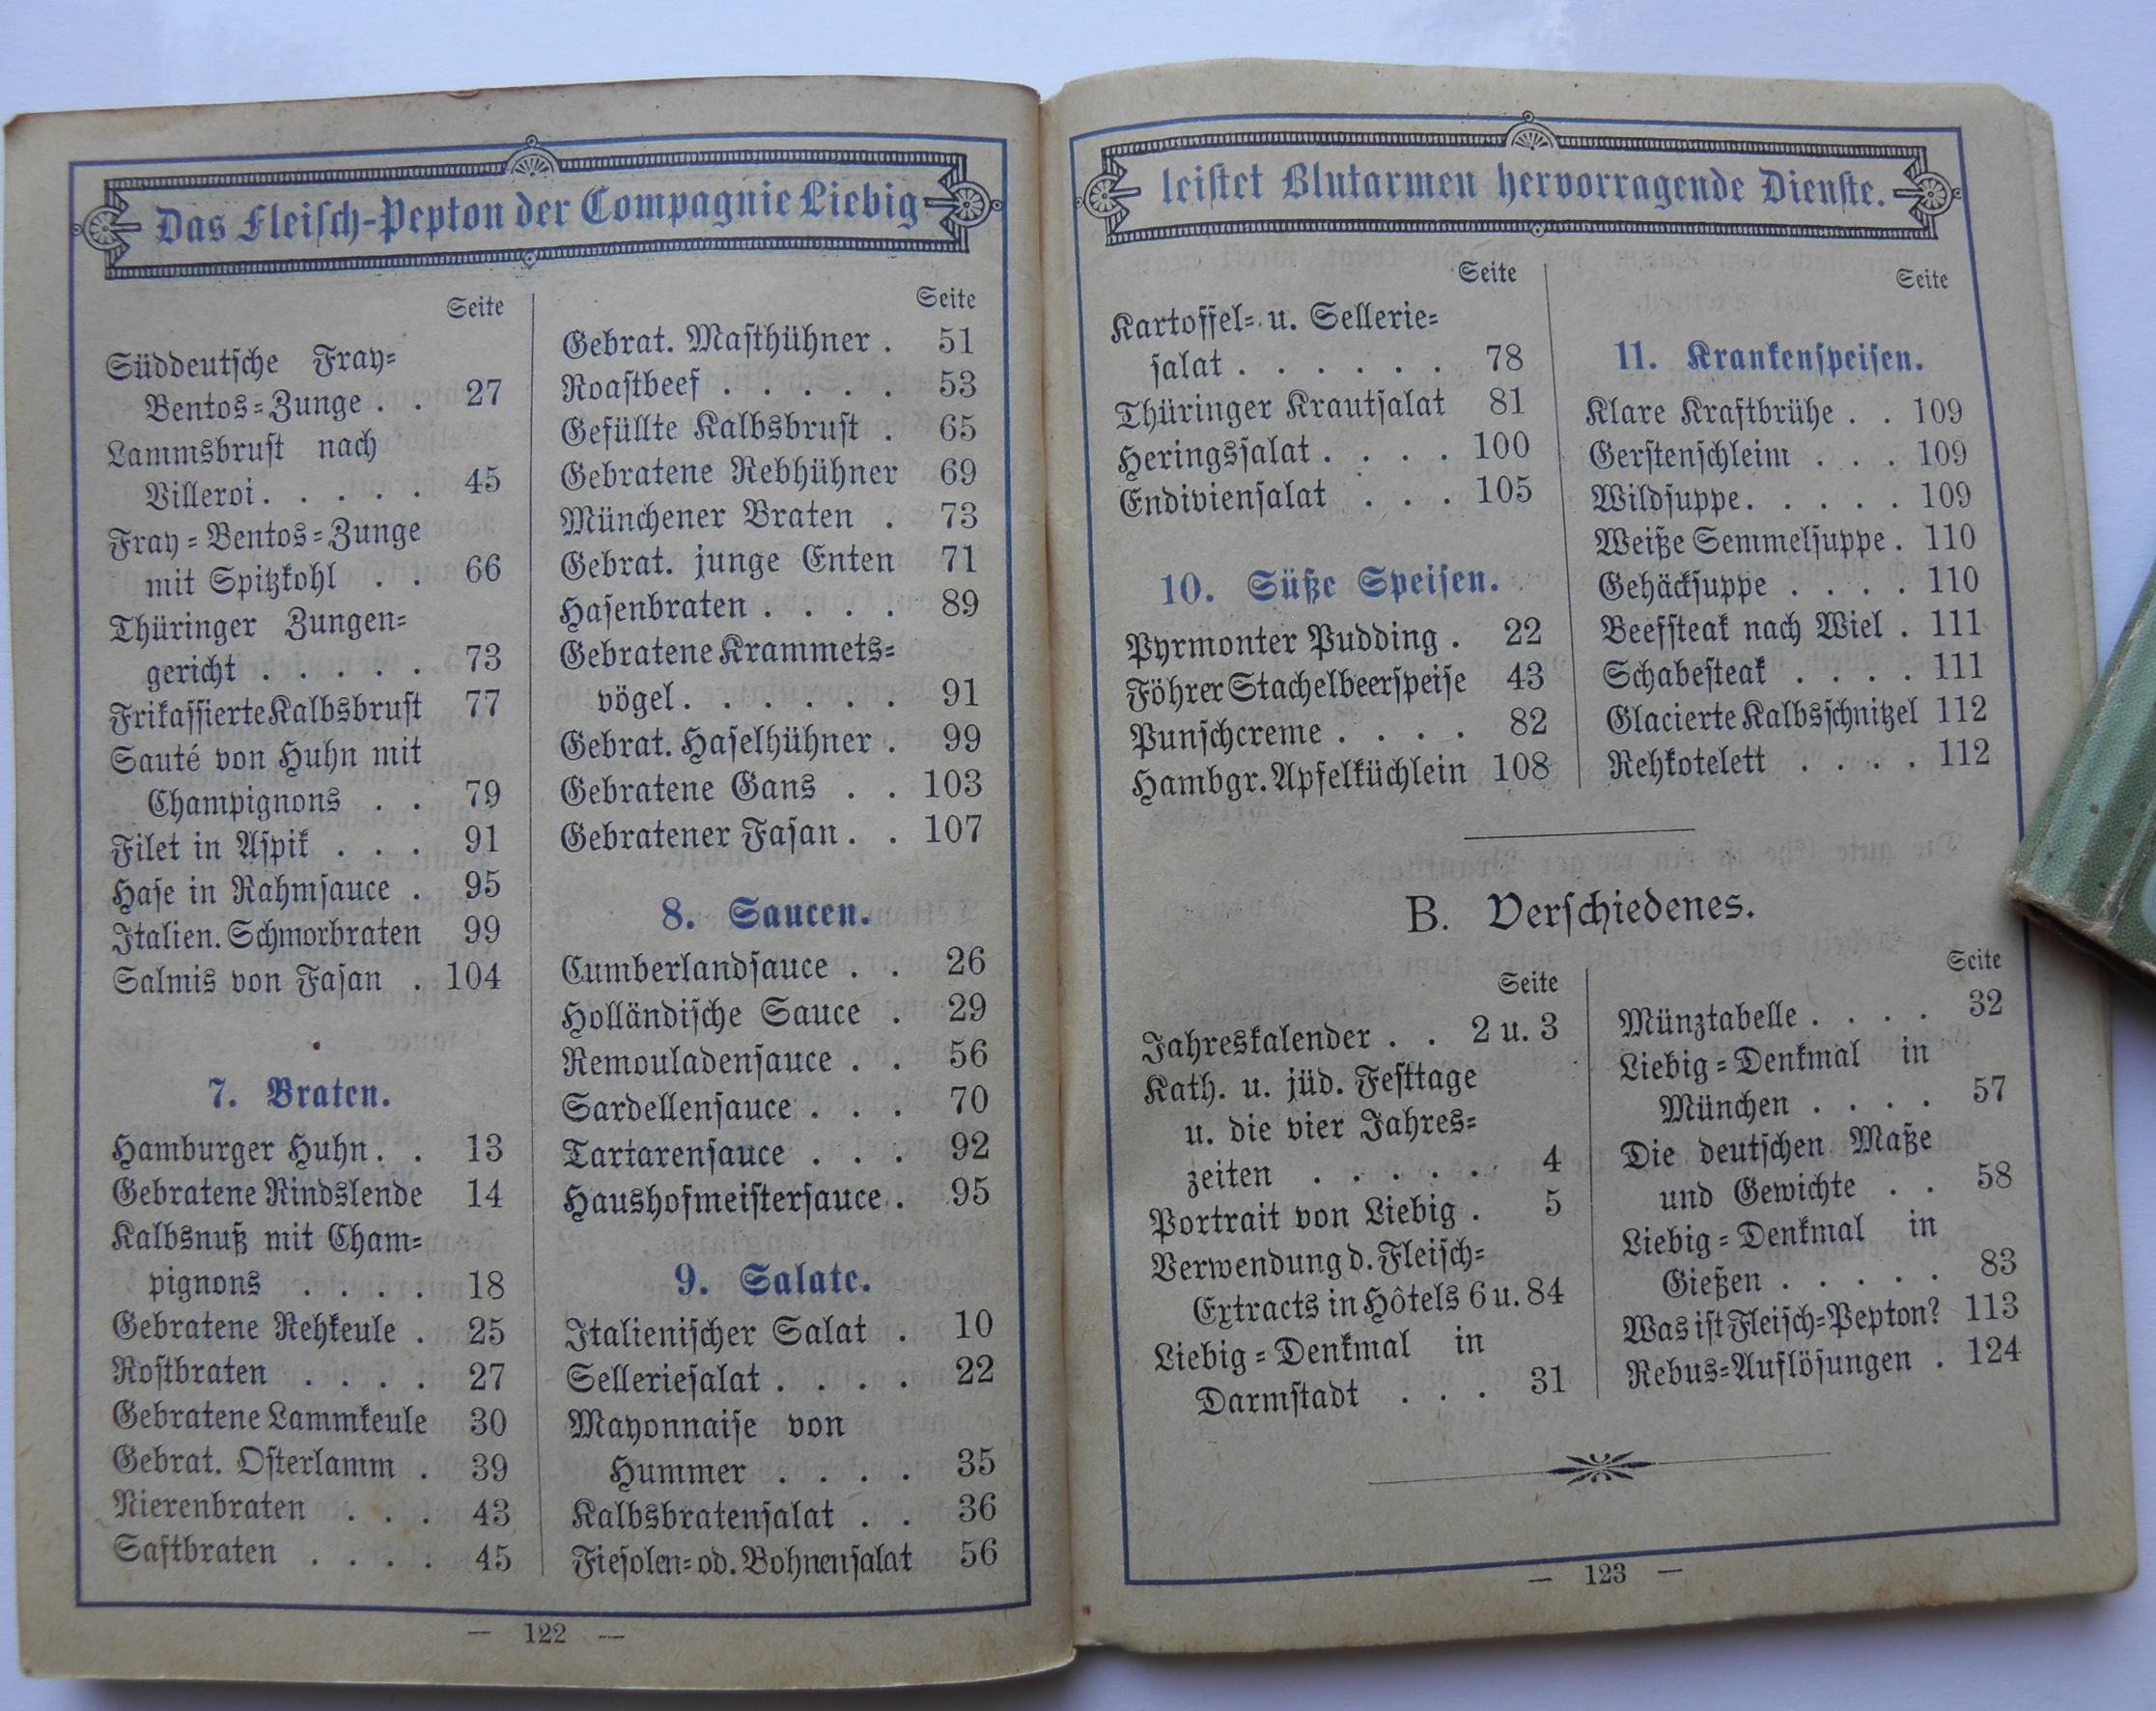 Das Fleisch-Pepton der Compagnie Liebig
Seite
Süddeutsche Fray-
Bentos-Zunge . . 27
Lammsbrust nach
Villeroi . . . . . 45
Fray-Bentos-Zunge
mit Spitzkohl . . 66
Thüringer Zungen-
gericht . . . . . 73
Frikassierte Kalbsbrust 77
Sauté von Huhn mit
Champignons . . 79
Filet in Aspik . . . 91
Hase in Rahmsauce . 95
Italien. Schmorbraten 99
Salmis von Fasan . 104
7. Braten.
Hamburger Huhn . . 13
Gebratene Rindslende 14
Kalbsnuß mit Cham-
pignons . . . . 18
Gebratene Rehkeule . 25
Rostbraten . . . . 27
Gebratene Lammkeule 30
Gebrat. Osterlamm . 39
Nierenbraten . . . 43
Saftbraten . . . . 45
Seite
Gebrat. Masthühner . 51
Roastbeef . . . . . 53
Gefüllte Kalbsbrust . 65
Gebratene Rebhühner 69
Münchener Braten . 73
Gebrat. junge Enten 71
Hasenbraten . . . . 89
Gebratene Krammets-
vögel . . . . . . 91
Gebrat. Haselhühner . 99
Gebratene Gans . . 103
Gebratener Fasan . . 107
8. Saucen.
Cumberlandsauce . . 26
Holländische Sauce . 29
Remouladensauce . . 56
Sardellensauce . . . 70
Tartarensauce . . . 92
Haushofmeistersauce . 95
9. Salate.
Italienischer Salat . 10
Selleriesalat . . . . 22
Mayonnaise von
Hummer . . . . 35
Kalbsbratensalat . . 36
Fiesolen- od. Bohnensalat 56
— 122 —
leistet Blutarmen hervorragende Dienste.
Seite
Kartoffel- u. Sellerie-
salat . . . . . . 78
Thüringer Krautsalat 81
Heringssalat . . . . 100
Endiviensalat . . . 105
10. Süße Speisen.
Pyrmonter Pudding . 22
Föhrer Stachelbeerspeise 43
Punschcreme . . . . 82
Hambgr. Apfelküchlein 108
Seite
11. Krankenspeisen.
Klare Kraftbrühe . . 109
Gerstenschleim . . . 109
Wildsuppe . . . . . 109
Weiße Semmelsuppe . 110
Gehäcksuppe . . . . 110
Beefsteak nach Wiel . 111
Schabesteak . . . . 111
Glacierte Kalbsschnitzel 112
Rehkotelett . . . . 112
B. Verschiedenes.
Seite
Jahreskalender . . 2 u. 3
Kath. u. jüd. Festtage
u. die vier Jahres-
zeiten . . . . . 4
Portrait von Liebig . 5
Verwendung d. Fleisch-
Extracts in Hôtels 6 u. 84
Liebig-Denkmal in
Darmstadt . . . 31
Seite
Münztabelle . . . . 32
Liebig-Denkmal in
München . . . . 57
Die deutschen Maße
und Gewichte . . 58
Liebig-Denkmal in
Gießen . . . . . 83
Was ist Fleisch-Pepton? 113
Rebus-Auflösungen . 124
— 123 —